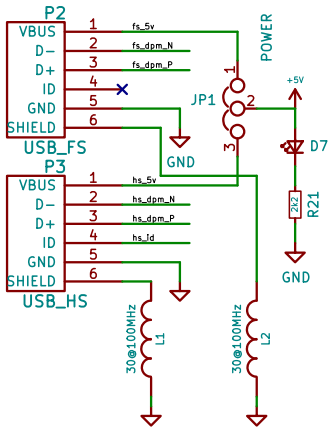 P2
VBUS 1 fs_5v
D- 2 fs_dpm_N
D+ 3 fs_dpm_P
ID 4
GND 5
SHIELD 6
USB_FS
GND
POWER
JP1
1
2
3
+5V
D7
R21
2k2
GND
P3
VBUS 1 hs_5v
D- 2 hs_dpm_N
D+ 3 hs_dpm_P
ID 4 hs_id
GND 5
SHIELD 6
USB_HS
30@100MHz
L1
30@100MHz
L2